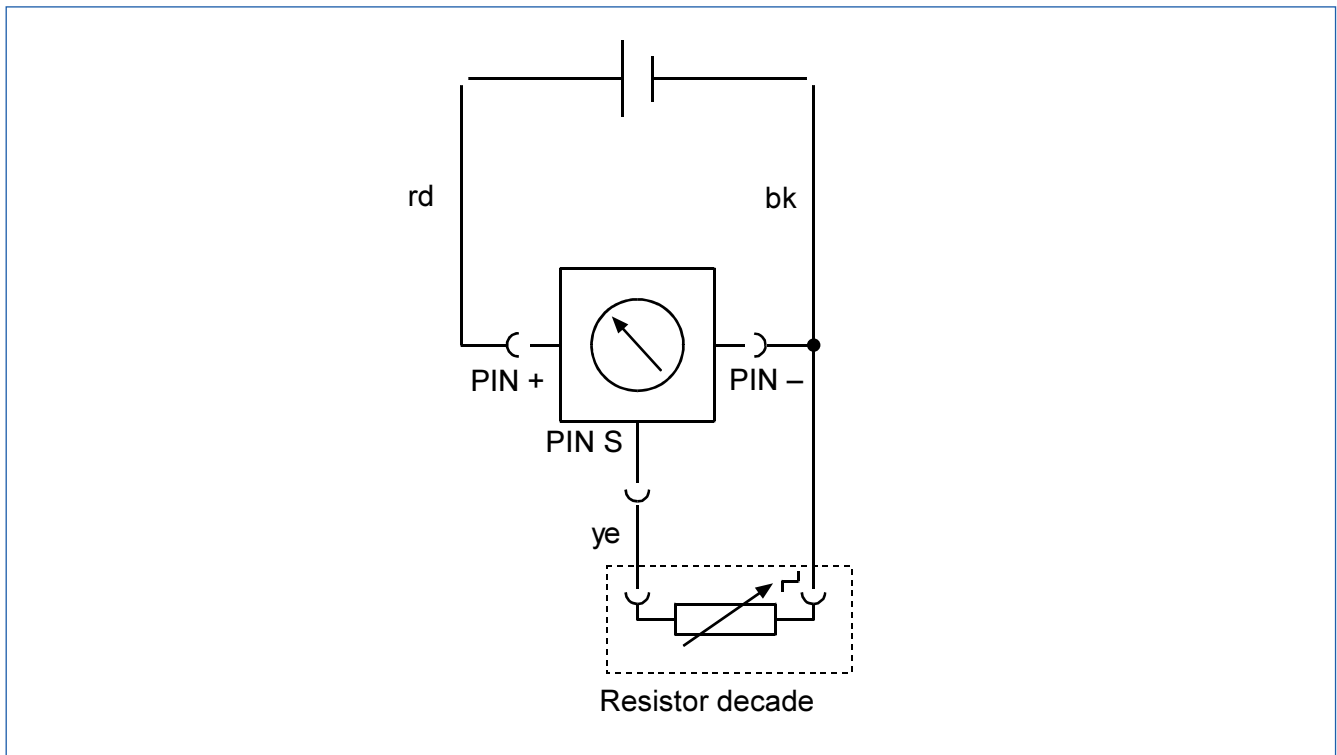 rd
bk
PIN +
PIN –
PIN S
ye
Resistor decade